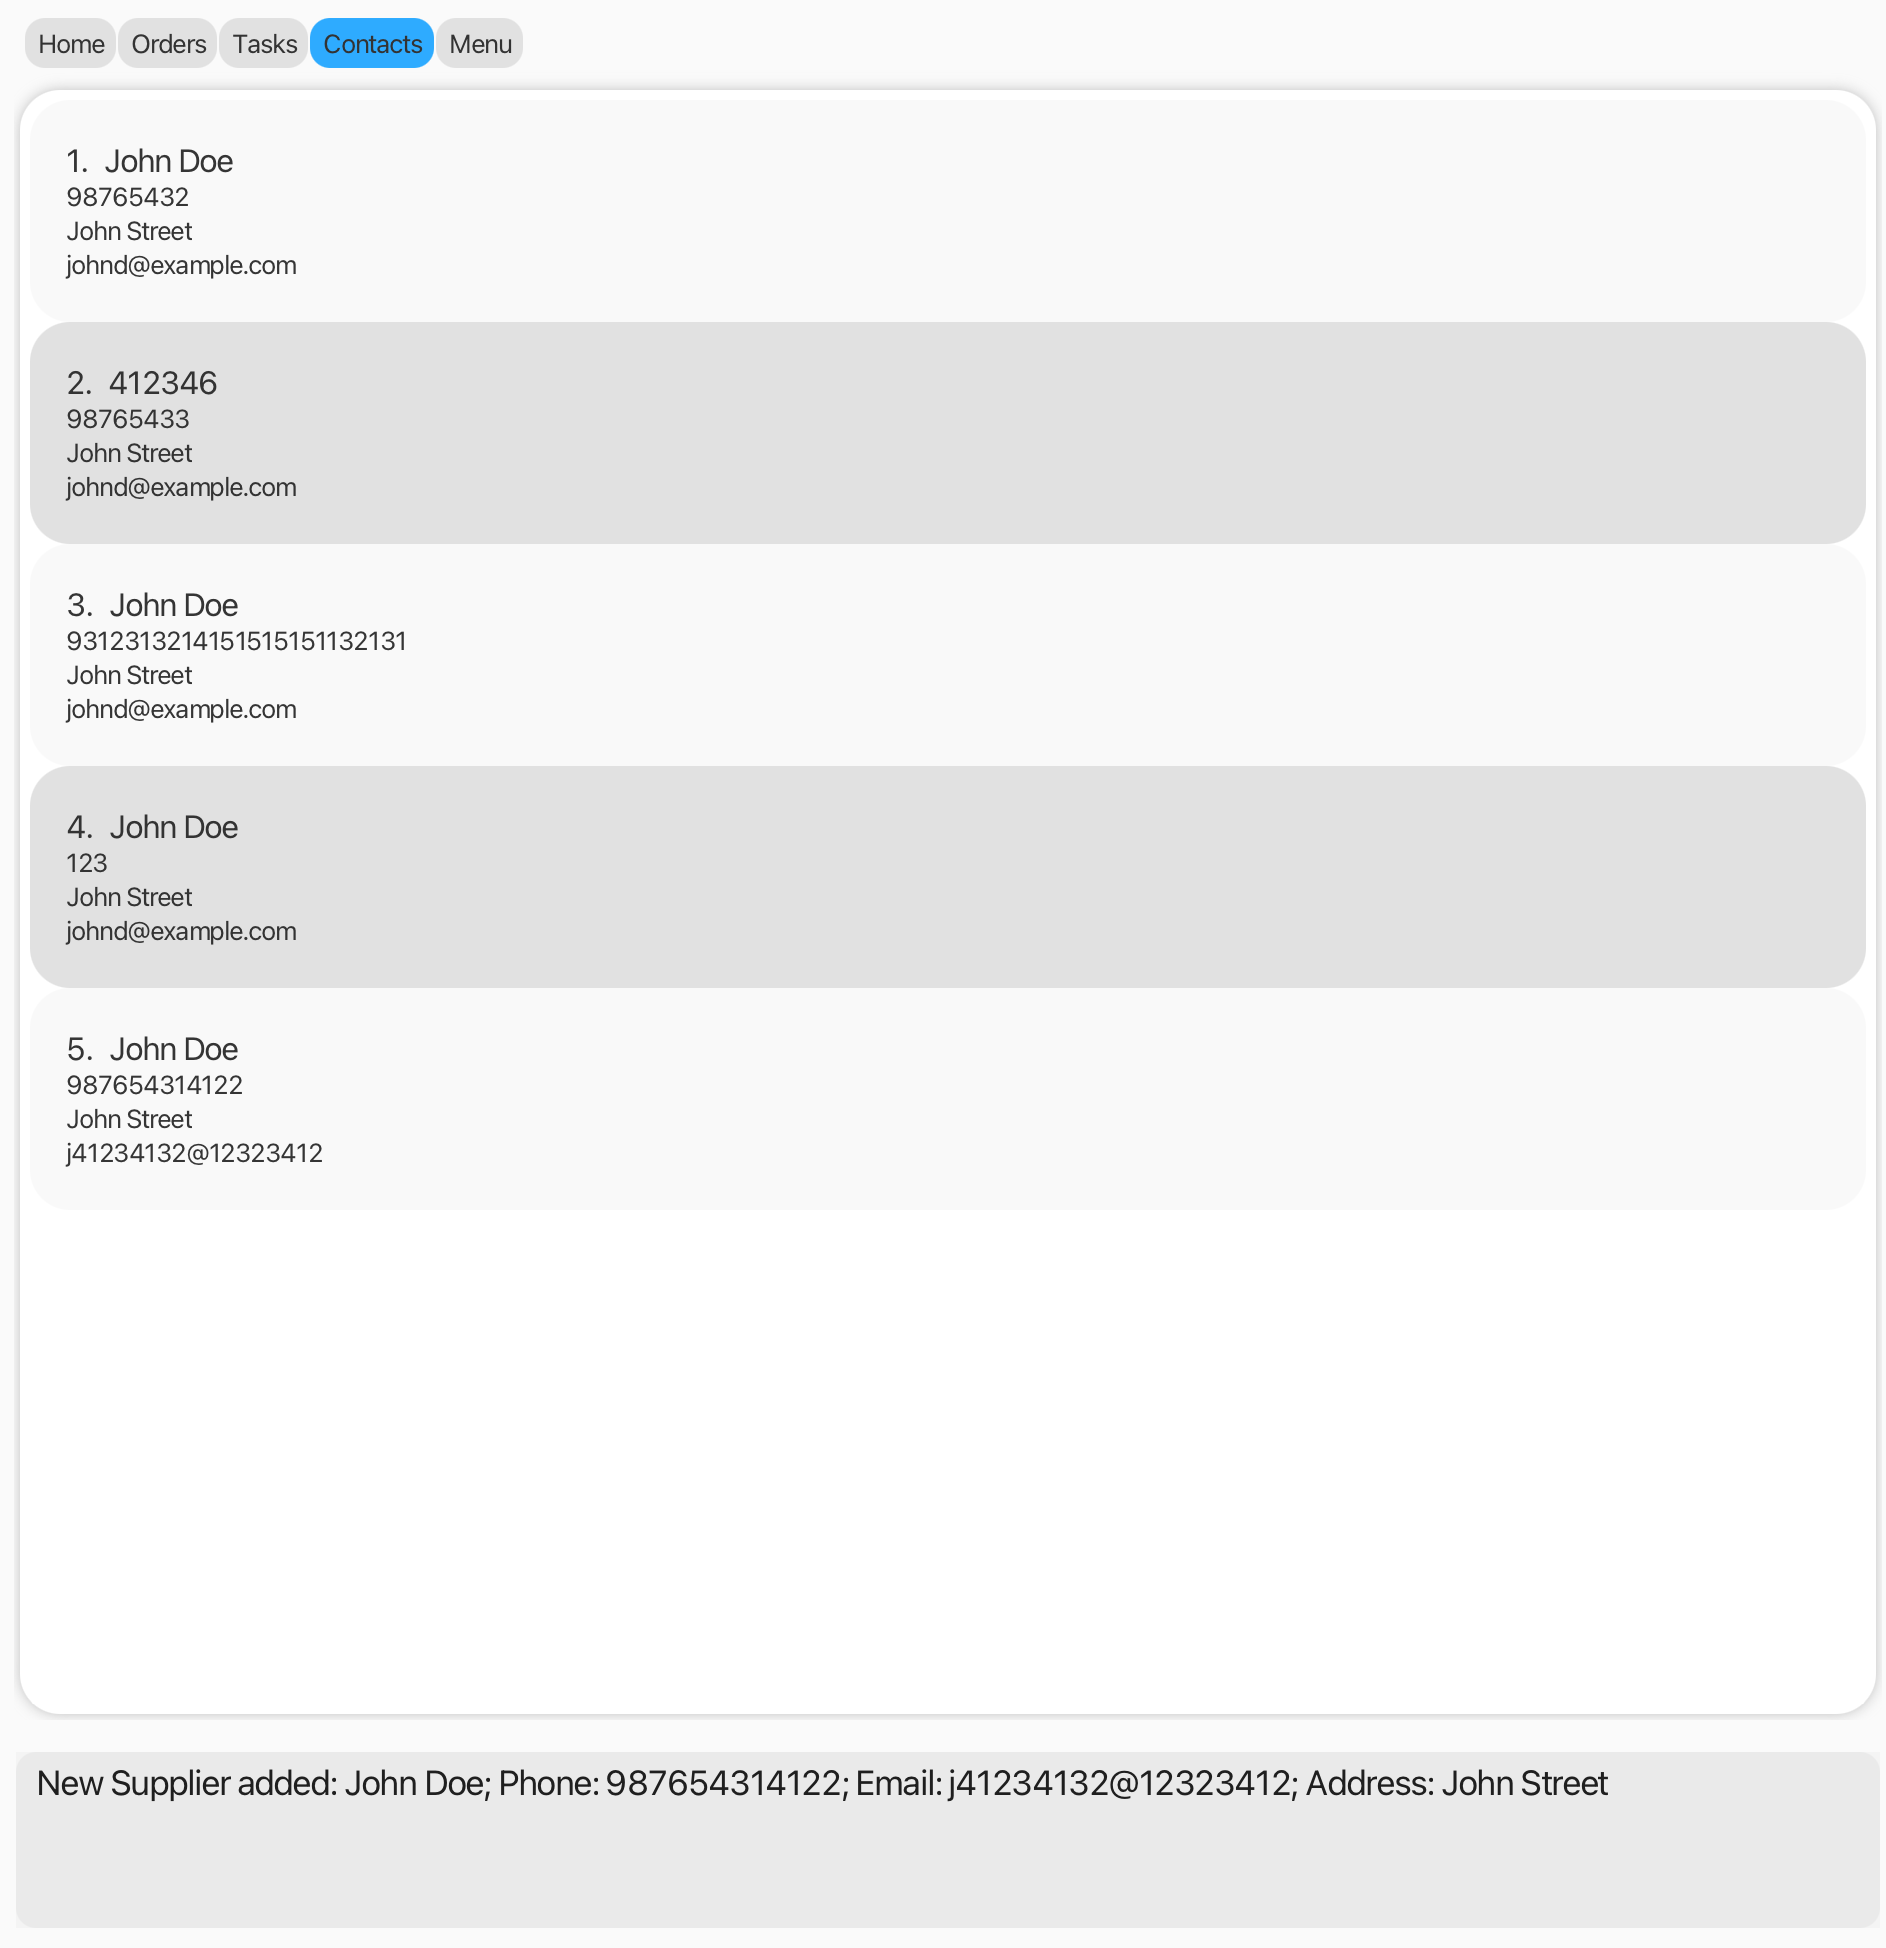 Home Orders Tasks Contacts Menu
1. John Doe
98765432
John Street
johnd@example.com
2. 412346
98765433
John Street
johnd@example.com
3. John Doe
9312313214151515151132131
John Street
johnd@example.com
4. John Doe
123
John Street
johnd@example.com
5. John Doe
987654314122
John Street
j41234132@12323412
New Supplier added: John Doe; Phone: 987654314122; Email: j41234132@12323412; Address: John Street